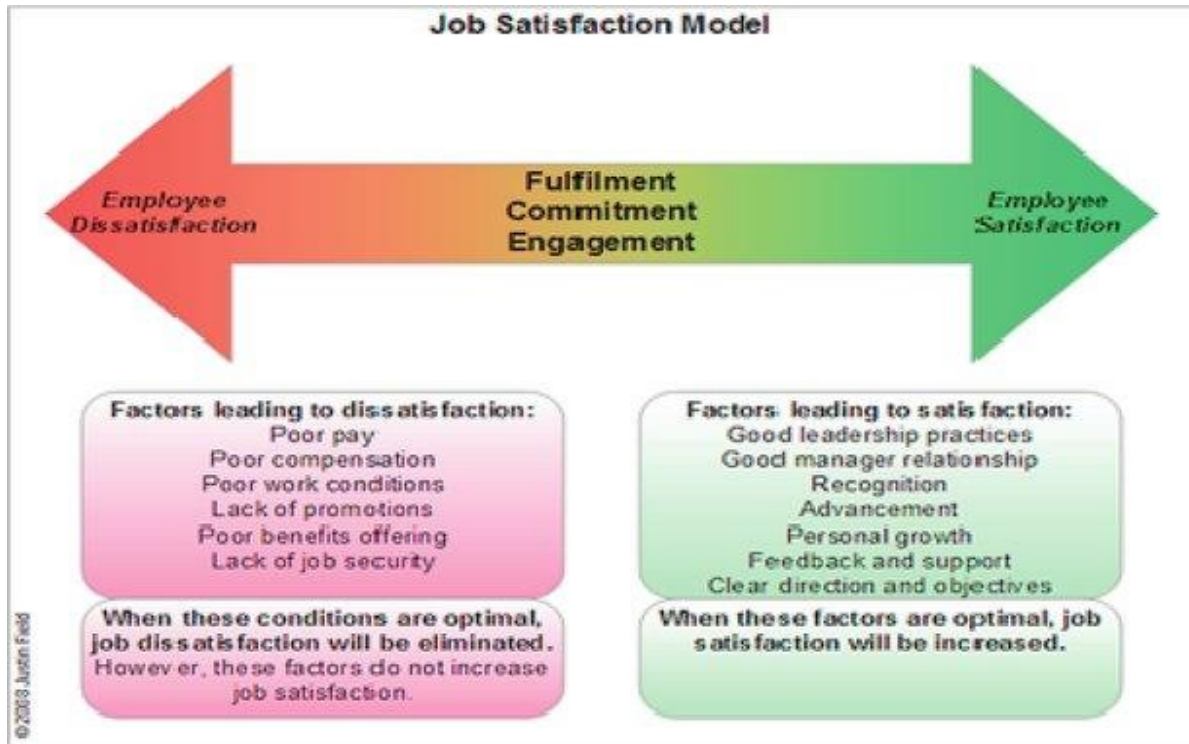 Job Satisfaction Model
Employee
Dissatisfaction
Fulfilment
Commitment
Engagement
Employee
Satisfaction
Factors leading to dissatisfaction:
Poor pay
Poor compensation
Poor work conditions
Lack of promotions
Poor benefits offering
Lack of job security
When these conditions are optimal,
job dissatisfaction will be eliminated.
However, these factors do not increase
job satisfaction.
Factors leading to satisfaction:
Good leadership practices
Good manager relationship
Recognition
Advancement
Personal growth
Feedback and support
Clear direction and objectives
When these factors are optimal, job
satisfaction will be increased.
©2008 Justin Field